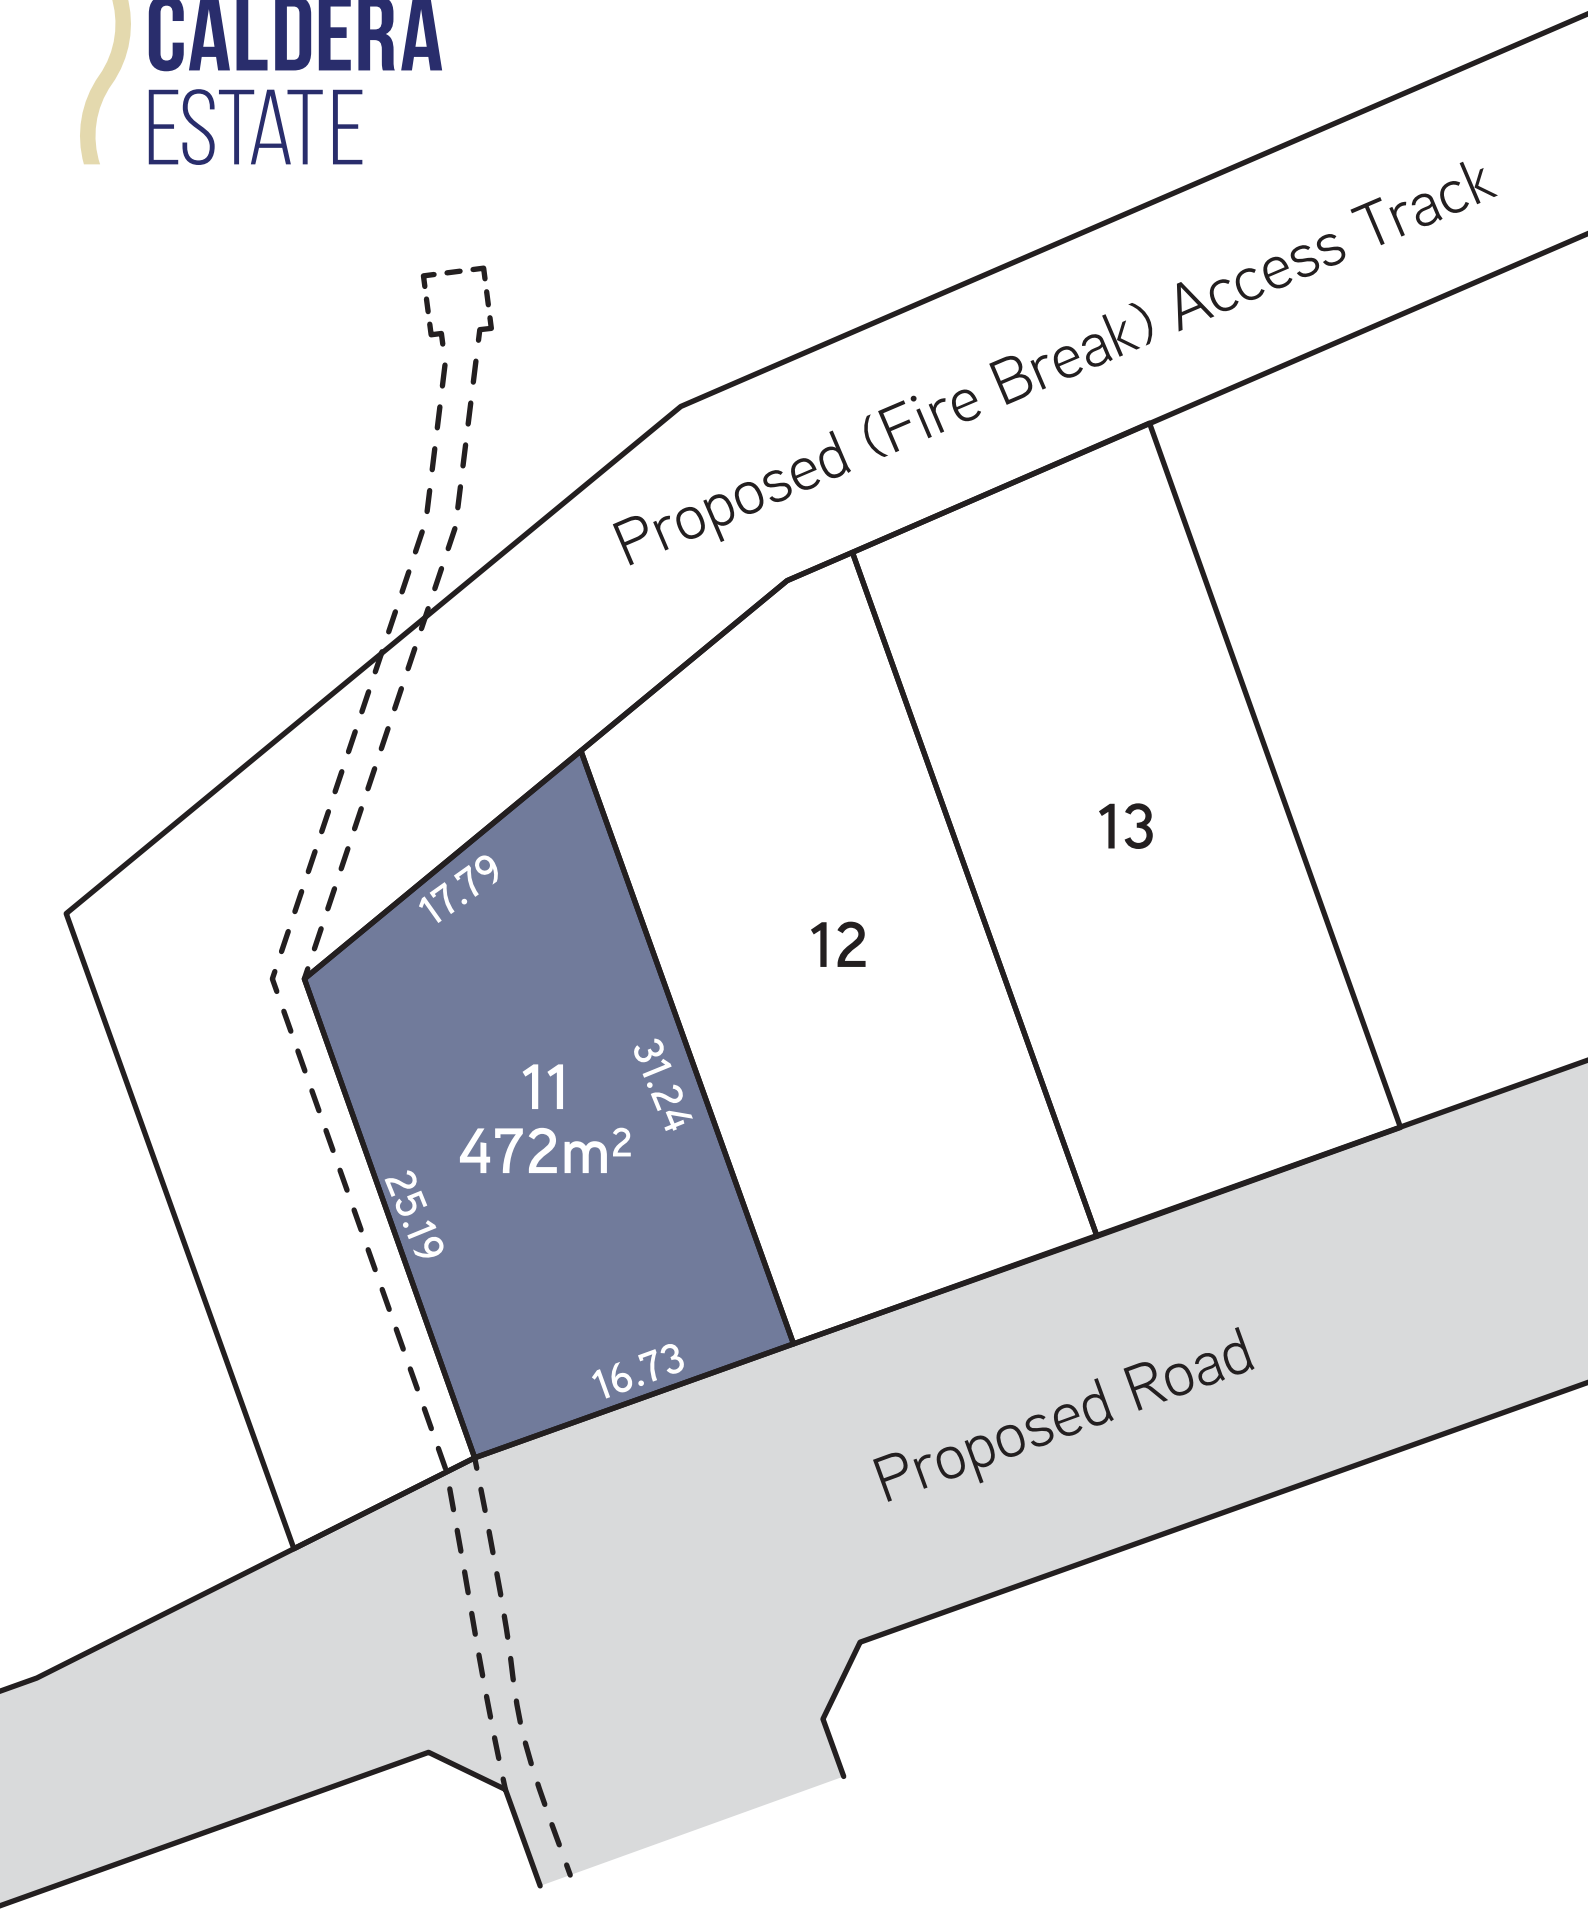 CALDERA
ESTATE
Proposed (Fire Break) Access Track
17.79
13
12
31.24
11
472m²
25.19
16.73
Proposed Road